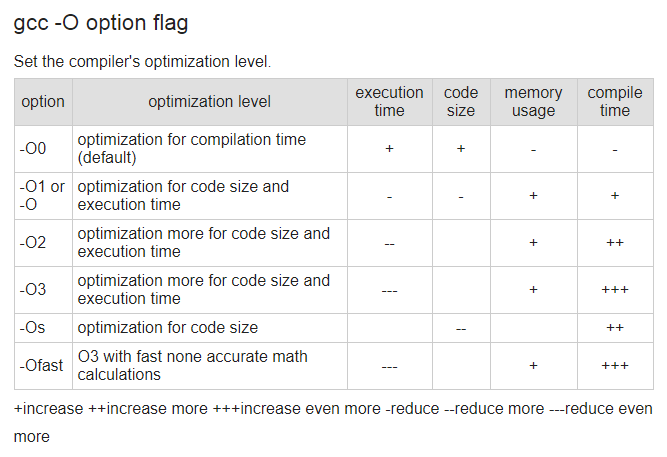 gcc -O option flag
Set the compiler's optimization level.
option optimization level execution time code size memory usage compile time
-O0 optimization for compilation time (default) + + - -
-O1 or -O optimization for code size and execution time - - + +
-O2 optimization more for code size and execution time -- + ++
-O3 optimization more for code size and execution time --- + +++
-Os optimization for code size -- ++
-Ofast O3 with fast none accurate math calculations --- + +++
+increase ++increase more +++increase even more -reduce --reduce more ---reduce even
more